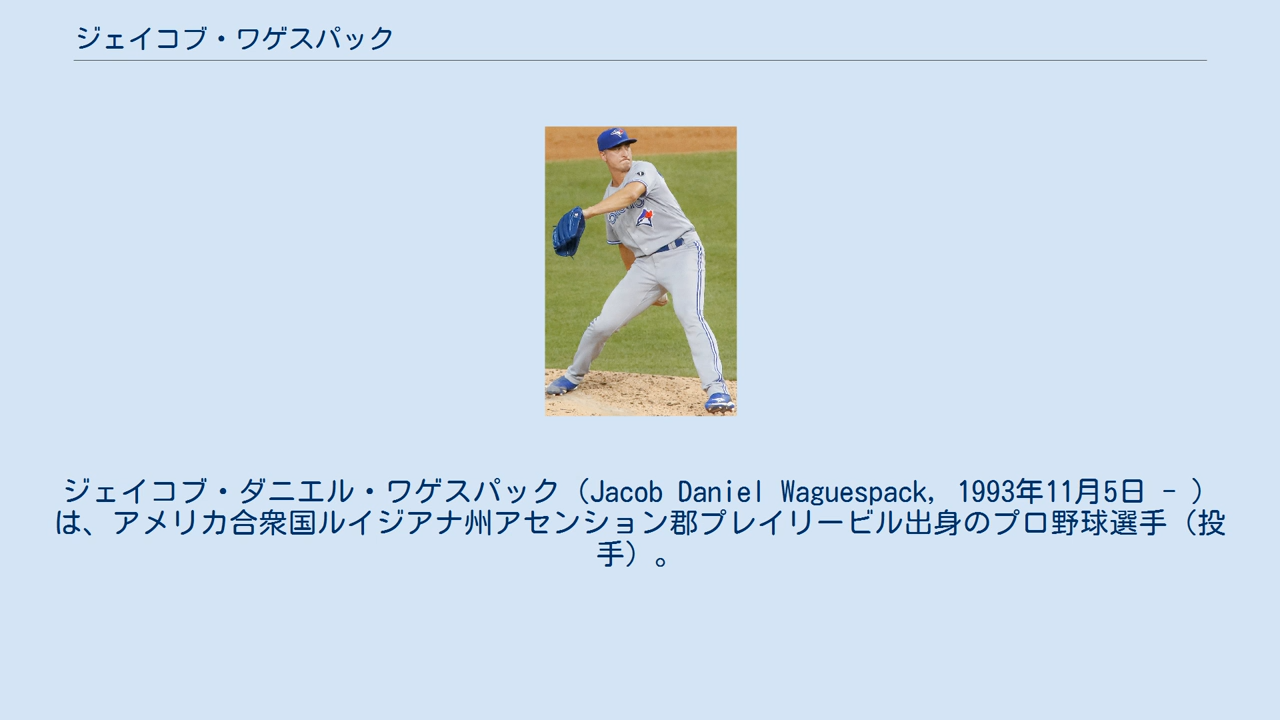 ジェイコブ・ワゲスパック
ジェイコブ・ダニエル・ワゲスパック（Jacob Daniel Waguespack, 1993年11月5日 - ）
は、アメリカ合衆国ルイジアナ州アセンション郡プレイリービル出身のプロ野球選手（投
手）。